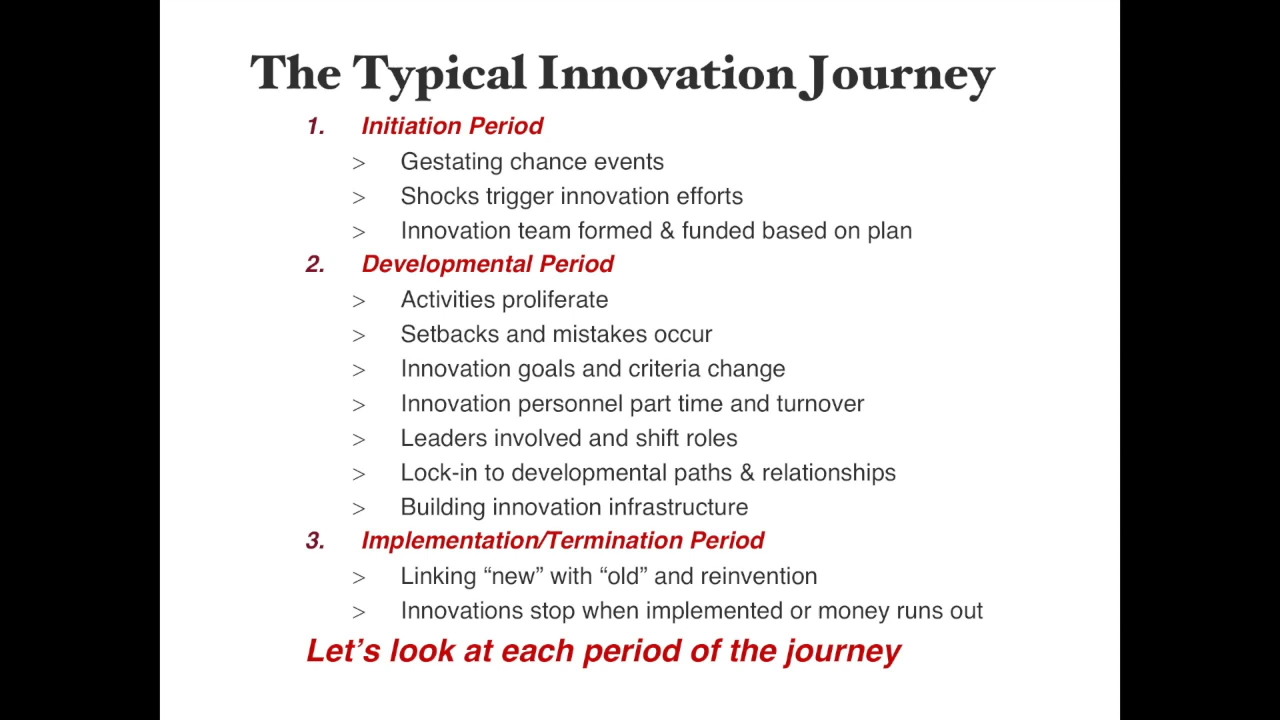 The Typical Innovation Journey
1. Initiation Period
> Gestating chance events
> Shocks trigger innovation efforts
> Innovation team formed & funded based on plan
2. Developmental Period
> Activities proliferate
> Setbacks and mistakes occur
> Innovation goals and criteria change
> Innovation personnel part time and turnover
> Leaders involved and shift roles
> Lock-in to developmental paths & relationships
> Building innovation infrastructure
3. Implementation/Termination Period
> Linking “new” with “old” and reinvention
> Innovations stop when implemented or money runs out
Let’s look at each period of the journey